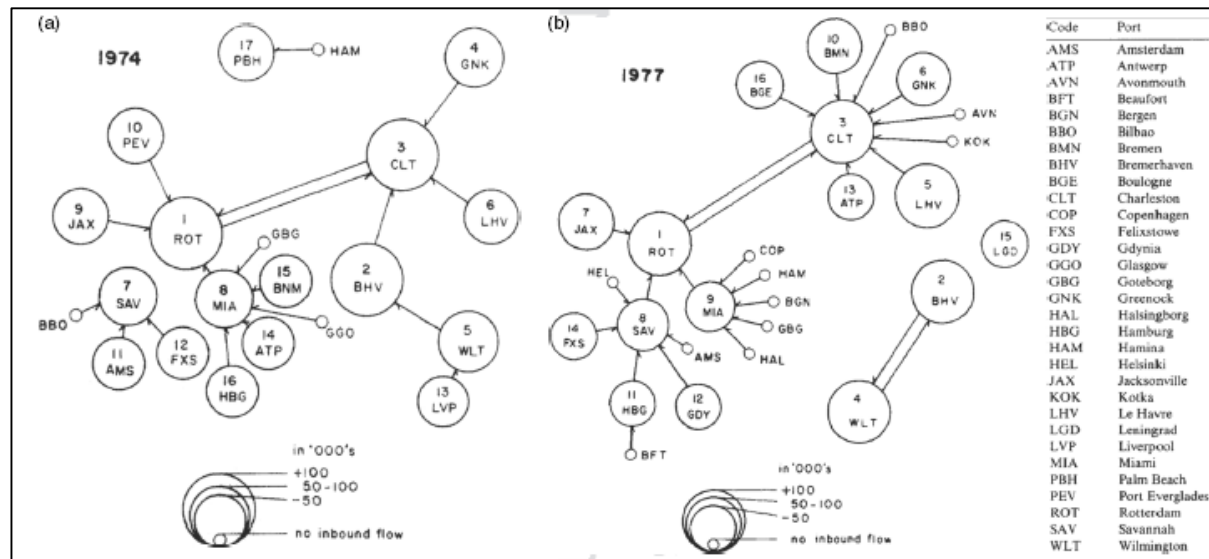 (a)
1974
17
PBH
HAM
4
GNK
10
PEV
3
CLT
9
JAX
1
ROT
6
LHV
GBG
15
BNM
2
BHV
7
SAV
8
MIA
BBO
GGO
5
WLT
11
AMS
12
FXS
14
ATP
16
HBG
13
LVP
in '000's
+100
50-100
-50
no inbound flow
(b)
1977
10
BMN
BBO
16
BGE
6
GNK
3
CLT
AVN
KOK
13
ATP
5
LHV
7
JAX
1
ROT
15
LGD
COP
HEL
HAM
2
BHV
9
MIA
BGN
8
SAV
GBG
14
FXS
AMS
HAL
11
HBG
12
GDY
4
WLT
BFT
in '000's
+100
50-100
-50
no inbound flow
Code Port
AMS Amsterdam
ATP Antwerp
AVN Avonmouth
BFT Beaufort
BGN Bergen
BBO Bilbao
BMN Bremen
BHV Bremerhaven
BGE Boulogne
CLT Charleston
COP Copenhagen
FXS Felixstowe
GDY Gdynia
GGO Glasgow
GBG Goteborg
GNK Greenock
HAL Halsingborg
HBG Hamburg
HAM Hamina
HEL Helsinki
JAX Jacksonville
KOK Kotka
LHV Le Havre
LGD Leningrad
LVP Liverpool
MIA Miami
PBH Palm Beach
PEV Port Everglades
ROT Rotterdam
SAV Savannah
WLT Wilmington